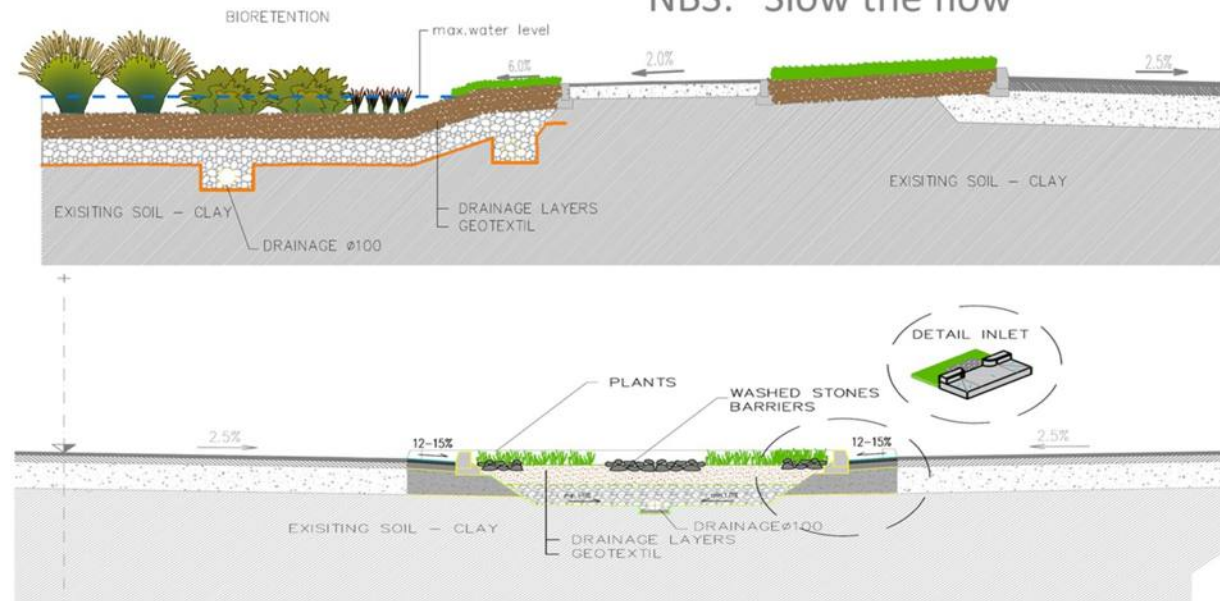 NBS: "Slow the flow"
BIORETENTION
max.water level
6.0%
2.0%
2.5%
EXISITING SOIL – CLAY
EXISITING SOIL – CLAY
DRAINAGE LAYERS
GEOTEXTIL
DRAINAGE ø100
DETAIL INLET
PLANTS
WASHED STONES
BARRIERS
2.5%
12-15%
12-15%
2.5%
EXISITING SOIL – CLAY
DRAINAGEø100
DRAINAGE LAYERS
GEOTEXTIL